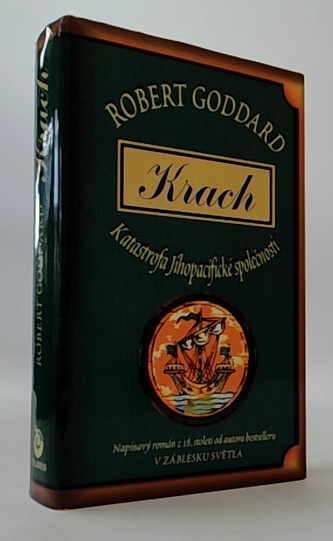 ROBERT GODDARD
Krach
Katastrofa Jihopacifické společnosti
Napínavý román z 18. století od autora bestselleru
V ZÁBLESKU SVĚTLA
ROBERT GODDARD
Krach